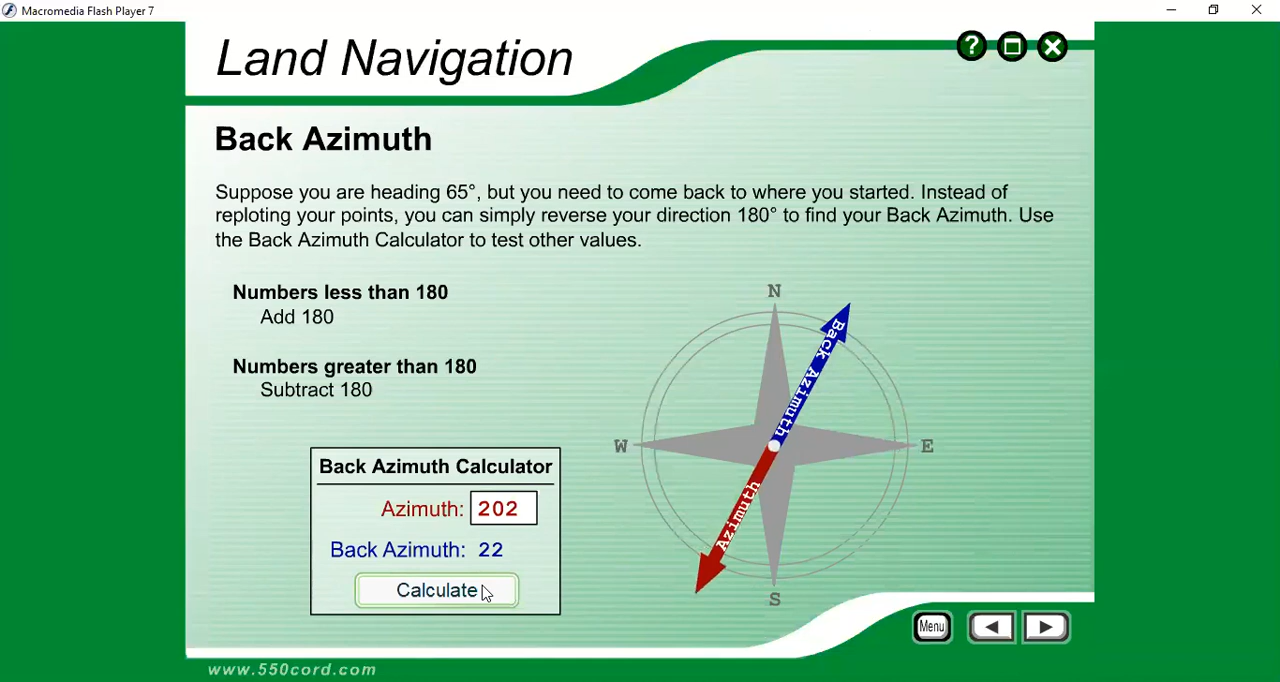 Macromedia Flash Player 7
Land Navigation
?
Back Azimuth
Suppose you are heading 65°, but you need to come back to where you started. Instead of
reploting your points, you can simply reverse your direction 180° to find your Back Azimuth. Use
the Back Azimuth Calculator to test other values.
Numbers less than 180
Add 180
Numbers greater than 180
Subtract 180
N
Back Azimuth
W
E
Azimuth
S
Back Azimuth Calculator
Azimuth: 202
Back Azimuth: 22
Calculate
Menu
www.550cord.com